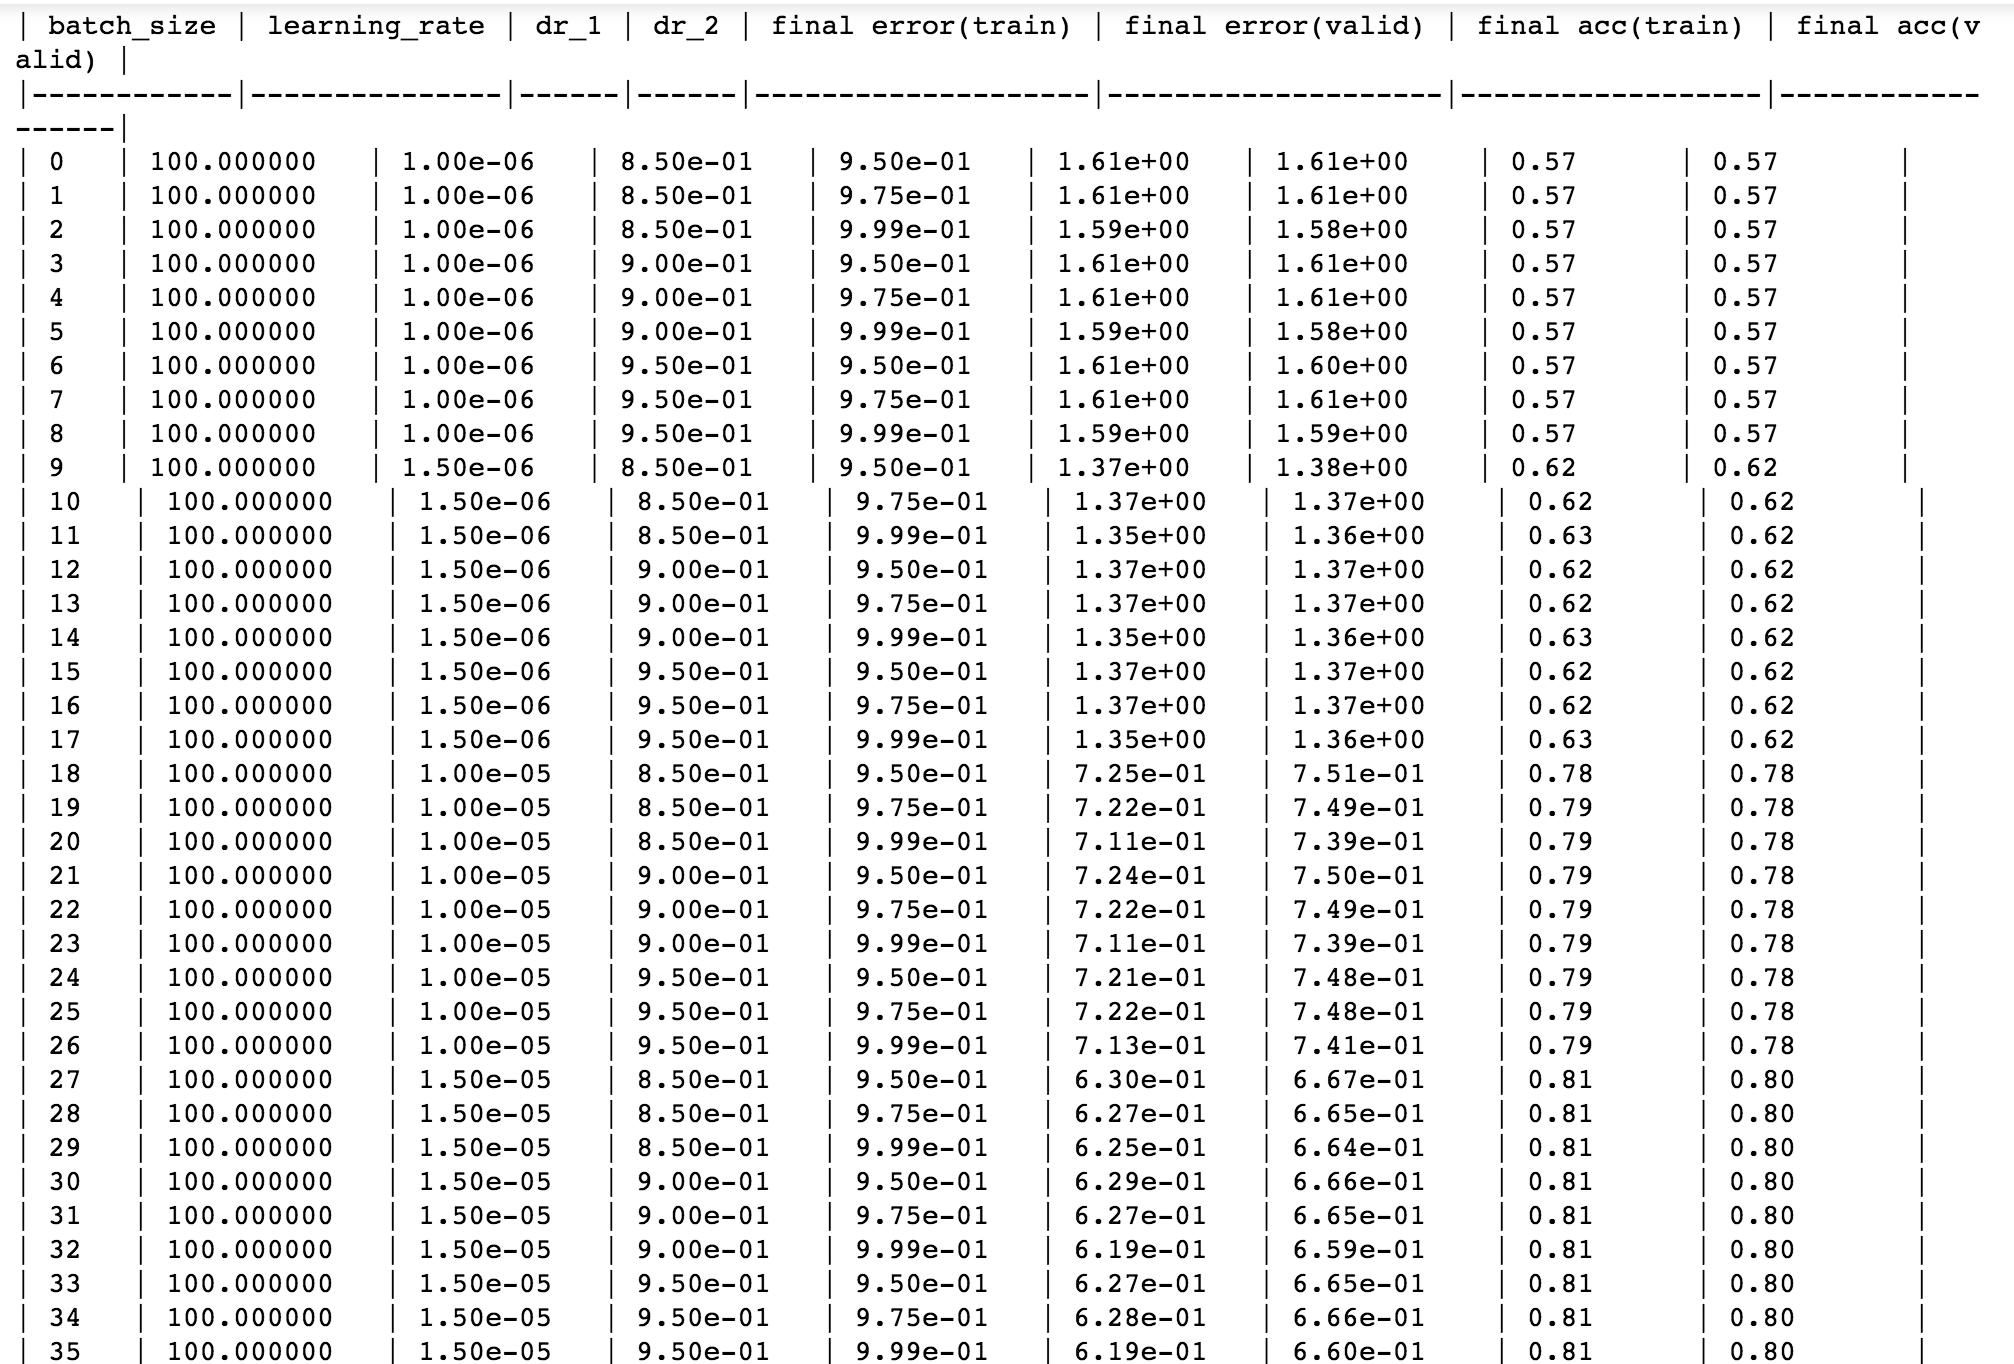 | batch_size | learning_rate | dr_1 | dr_2 | final error(train) | final error(valid) | final acc(train) | final acc(v
alid) |
|------------|---------------|------|------|--------------------|--------------------|------------------|------------
------|
| 0 | 100.000000 | 1.00e-06 | 8.50e-01 | 9.50e-01 | 1.61e+00 | 1.61e+00 | 0.57 | 0.57 |
| 1 | 100.000000 | 1.00e-06 | 8.50e-01 | 9.75e-01 | 1.61e+00 | 1.61e+00 | 0.57 | 0.57 |
| 2 | 100.000000 | 1.00e-06 | 8.50e-01 | 9.99e-01 | 1.59e+00 | 1.58e+00 | 0.57 | 0.57 |
| 3 | 100.000000 | 1.00e-06 | 9.00e-01 | 9.50e-01 | 1.61e+00 | 1.61e+00 | 0.57 | 0.57 |
| 4 | 100.000000 | 1.00e-06 | 9.00e-01 | 9.75e-01 | 1.61e+00 | 1.61e+00 | 0.57 | 0.57 |
| 5 | 100.000000 | 1.00e-06 | 9.00e-01 | 9.99e-01 | 1.59e+00 | 1.58e+00 | 0.57 | 0.57 |
| 6 | 100.000000 | 1.00e-06 | 9.50e-01 | 9.50e-01 | 1.61e+00 | 1.60e+00 | 0.57 | 0.57 |
| 7 | 100.000000 | 1.00e-06 | 9.50e-01 | 9.75e-01 | 1.61e+00 | 1.61e+00 | 0.57 | 0.57 |
| 8 | 100.000000 | 1.00e-06 | 9.50e-01 | 9.99e-01 | 1.59e+00 | 1.59e+00 | 0.57 | 0.57 |
| 9 | 100.000000 | 1.50e-06 | 8.50e-01 | 9.50e-01 | 1.37e+00 | 1.38e+00 | 0.62 | 0.62 |
| 10 | 100.000000 | 1.50e-06 | 8.50e-01 | 9.75e-01 | 1.37e+00 | 1.37e+00 | 0.62 | 0.62 |
| 11 | 100.000000 | 1.50e-06 | 8.50e-01 | 9.99e-01 | 1.35e+00 | 1.36e+00 | 0.63 | 0.62 |
| 12 | 100.000000 | 1.50e-06 | 9.00e-01 | 9.50e-01 | 1.37e+00 | 1.37e+00 | 0.62 | 0.62 |
| 13 | 100.000000 | 1.50e-06 | 9.00e-01 | 9.75e-01 | 1.37e+00 | 1.37e+00 | 0.62 | 0.62 |
| 14 | 100.000000 | 1.50e-06 | 9.00e-01 | 9.99e-01 | 1.35e+00 | 1.36e+00 | 0.63 | 0.62 |
| 15 | 100.000000 | 1.50e-06 | 9.50e-01 | 9.50e-01 | 1.37e+00 | 1.37e+00 | 0.62 | 0.62 |
| 16 | 100.000000 | 1.50e-06 | 9.50e-01 | 9.75e-01 | 1.37e+00 | 1.37e+00 | 0.62 | 0.62 |
| 17 | 100.000000 | 1.50e-06 | 9.50e-01 | 9.99e-01 | 1.35e+00 | 1.36e+00 | 0.63 | 0.62 |
| 18 | 100.000000 | 1.00e-05 | 8.50e-01 | 9.50e-01 | 7.25e-01 | 7.51e-01 | 0.78 | 0.78 |
| 19 | 100.000000 | 1.00e-05 | 8.50e-01 | 9.75e-01 | 7.22e-01 | 7.49e-01 | 0.79 | 0.78 |
| 20 | 100.000000 | 1.00e-05 | 8.50e-01 | 9.99e-01 | 7.11e-01 | 7.39e-01 | 0.79 | 0.78 |
| 21 | 100.000000 | 1.00e-05 | 9.00e-01 | 9.50e-01 | 7.24e-01 | 7.50e-01 | 0.79 | 0.78 |
| 22 | 100.000000 | 1.00e-05 | 9.00e-01 | 9.75e-01 | 7.22e-01 | 7.49e-01 | 0.79 | 0.78 |
| 23 | 100.000000 | 1.00e-05 | 9.00e-01 | 9.99e-01 | 7.11e-01 | 7.39e-01 | 0.79 | 0.78 |
| 24 | 100.000000 | 1.00e-05 | 9.50e-01 | 9.50e-01 | 7.21e-01 | 7.48e-01 | 0.79 | 0.78 |
| 25 | 100.000000 | 1.00e-05 | 9.50e-01 | 9.75e-01 | 7.22e-01 | 7.48e-01 | 0.79 | 0.78 |
| 26 | 100.000000 | 1.00e-05 | 9.50e-01 | 9.99e-01 | 7.13e-01 | 7.41e-01 | 0.79 | 0.78 |
| 27 | 100.000000 | 1.50e-05 | 8.50e-01 | 9.50e-01 | 6.30e-01 | 6.67e-01 | 0.81 | 0.80 |
| 28 | 100.000000 | 1.50e-05 | 8.50e-01 | 9.75e-01 | 6.27e-01 | 6.65e-01 | 0.81 | 0.80 |
| 29 | 100.000000 | 1.50e-05 | 8.50e-01 | 9.99e-01 | 6.25e-01 | 6.64e-01 | 0.81 | 0.80 |
| 30 | 100.000000 | 1.50e-05 | 9.00e-01 | 9.50e-01 | 6.29e-01 | 6.66e-01 | 0.81 | 0.80 |
| 31 | 100.000000 | 1.50e-05 | 9.00e-01 | 9.75e-01 | 6.27e-01 | 6.65e-01 | 0.81 | 0.80 |
| 32 | 100.000000 | 1.50e-05 | 9.00e-01 | 9.99e-01 | 6.19e-01 | 6.59e-01 | 0.81 | 0.80 |
| 33 | 100.000000 | 1.50e-05 | 9.50e-01 | 9.50e-01 | 6.27e-01 | 6.65e-01 | 0.81 | 0.80 |
| 34 | 100.000000 | 1.50e-05 | 9.50e-01 | 9.75e-01 | 6.28e-01 | 6.66e-01 | 0.81 | 0.80 |
| 35 | 100.000000 | 1.50e-05 | 9.50e-01 | 9.99e-01 | 6.19e-01 | 6.60e-01 | 0.81 | 0.80 |